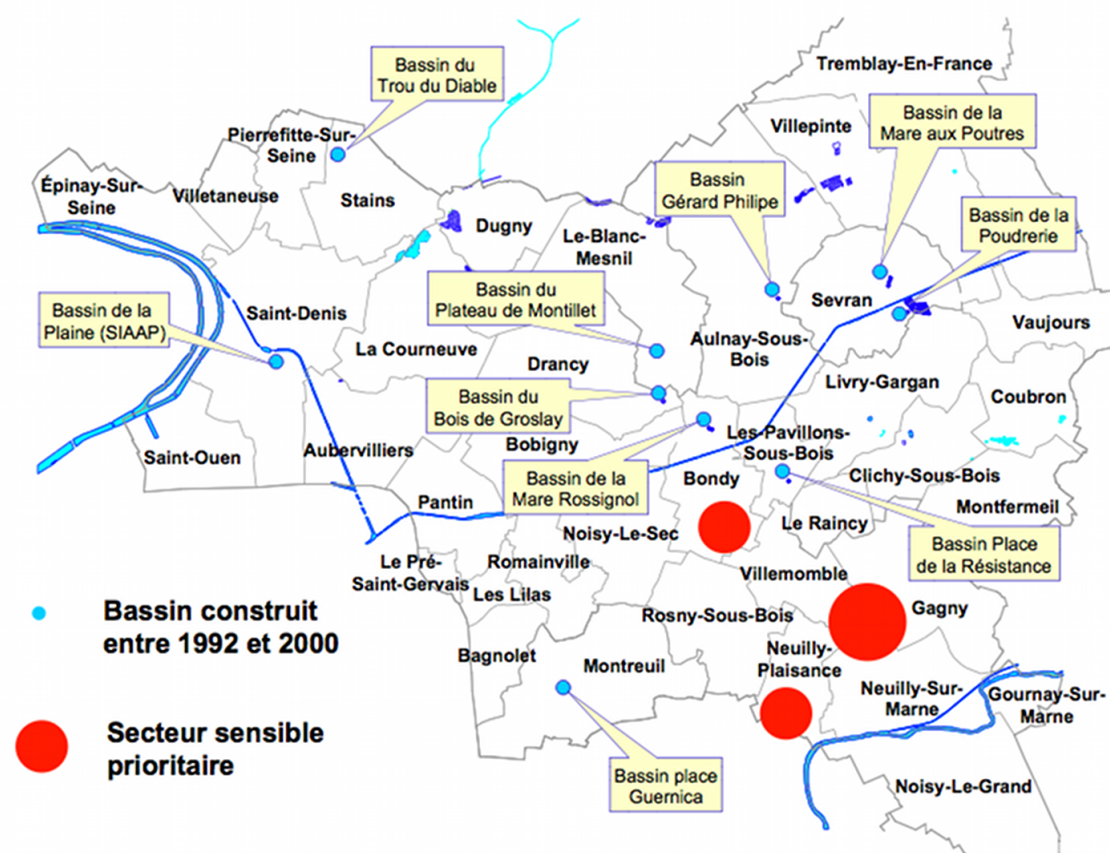 Tremblay-En-France
Bassin du
Trou du Diable
Bassin de la
Mare aux Poutres
Villepinte
Pierrefitte-Sur-
Seine
Épinay-Sur-
Seine
Villetaneuse
Stains
Bassin
Gérard Philipe
Bassin de la
Poudrerie
Dugny
Le-Blanc-
Mesnil
Bassin du
Plateau de Montillet
Sevran
Bassin de la
Plaine (SIAAP)
Saint-Denis
Vaujours
La Courneuve
Aulnay-Sous-
Bois
Drancy
Livry-Gargan
Coubron
Bassin du
Bois de Groslay
Bobigny
Les-Pavillons-
Sous-Bois
Saint-Ouen
Aubervilliers
Bassin de la
Mare Rossignol
Bondy
Clichy-Sous-Bois
Montfermeil
Pantin
Noisy-Le-Sec
Le Raincy
Bassin Place
de la Résistance
Le Pré-
Saint-Gervais
Romainville
Les Lilas
Villemomble
Gagny
Rosny-Sous-Bois
Bassin construit
entre 1992 et 2000
Bagnolet
Montreuil
Neuilly-
Plaisance
Neuilly-Sur-
Marne
Gournay-Sur-
Marne
Secteur sensible
prioritaire
Bassin place
Guernica
Noisy-Le-Grand